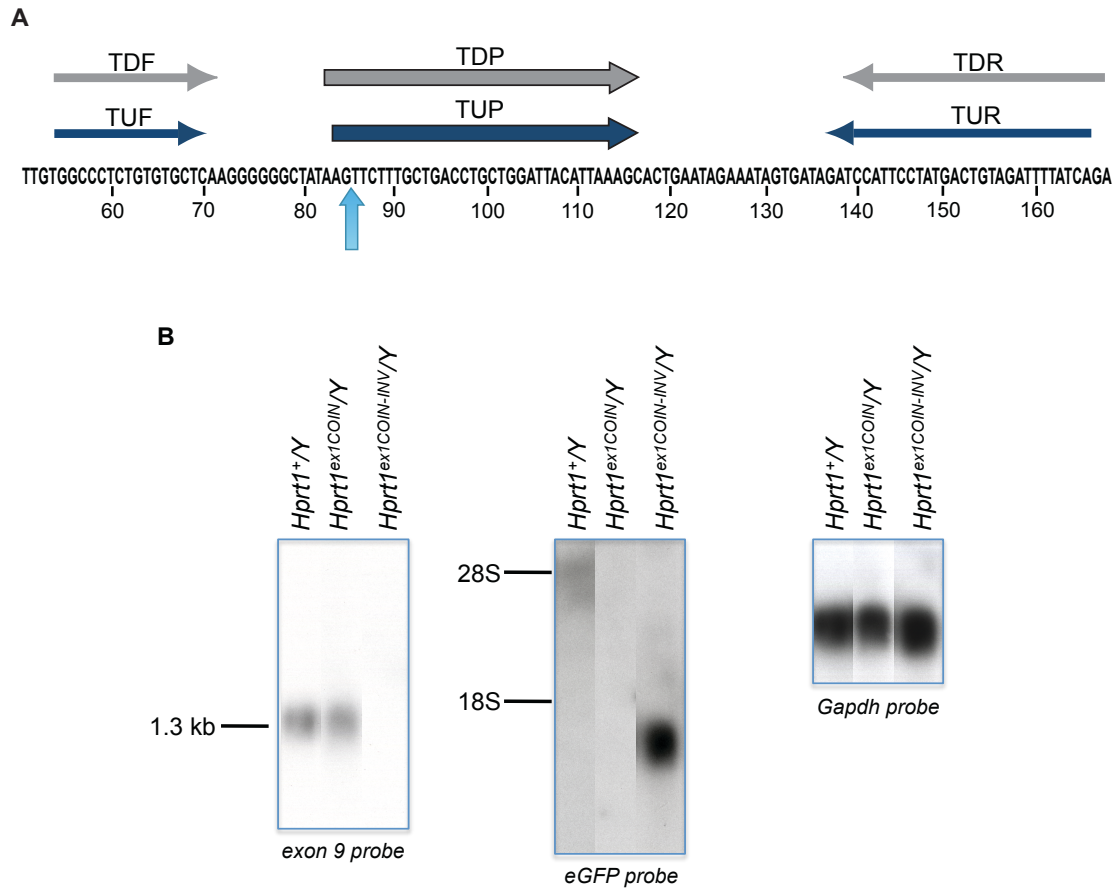 A
TDF TDP TDR
TUF TUP TUR
TTGTGGCCCTCTGTGTGCTCAAGGGGGGCTATAAGTTCTTTGCTGACCTGCTGGATTACATTAAAGCACTGAATAGAAATAGTGATAGATCCATTCCTATGACTGTAGATTTTATCAGA
60 70 80 90 100 110 120 130 140 150 160
B
Hprt1+/Y Hprt1ex1COIN/Y Hprt1ex1COIN-INV/Y
Hprt1+/Y Hprt1ex1COIN/Y Hprt1ex1COIN-INV/Y
Hprt1+/Y Hprt1ex1COIN/Y Hprt1ex1COIN-INV/Y
28S
18S
1.3 kb
Gapdh probe
exon 9 probe
eGFP probe